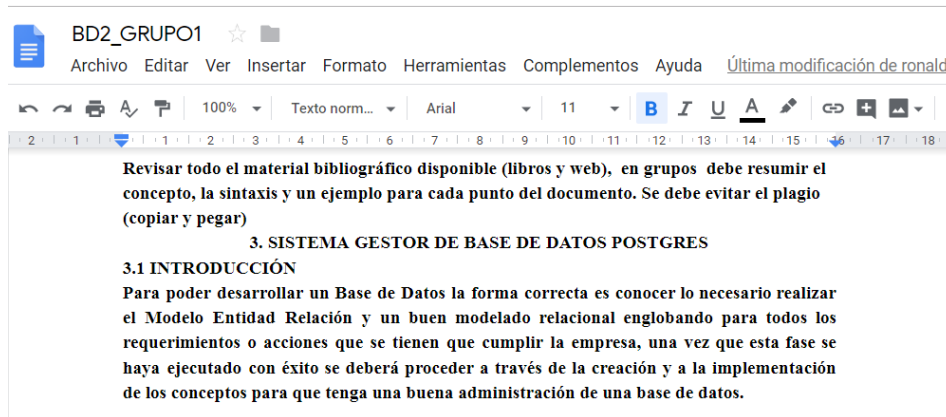 BD2_GRUPO1
Archivo Editar Ver Insertar Formato Herramientas Complementos Ayuda Última modificación de ronald
100% Texto norm... Arial 11 B I U A
2 1 1 2 3 4 5 6 7 8 9 10 11 12 13 14 15 16 17 18
Revisar todo el material bibliográfico disponible (libros y web), en grupos debe resumir el
concepto, la sintaxis y un ejemplo para cada punto del documento. Se debe evitar el plagio
(copiar y pegar)
3. SISTEMA GESTOR DE BASE DE DATOS POSTGRES
3.1 INTRODUCCIÓN
Para poder desarrollar un Base de Datos la forma correcta es conocer lo necesario realizar
el Modelo Entidad Relación y un buen modelado relacional englobando para todos los
requerimientos o acciones que se tienen que cumplir la empresa, una vez que esta fase se
haya ejecutado con éxito se deberá proceder a través de la creación y a la implementación
de los conceptos para que tenga una buena administración de una base de datos.